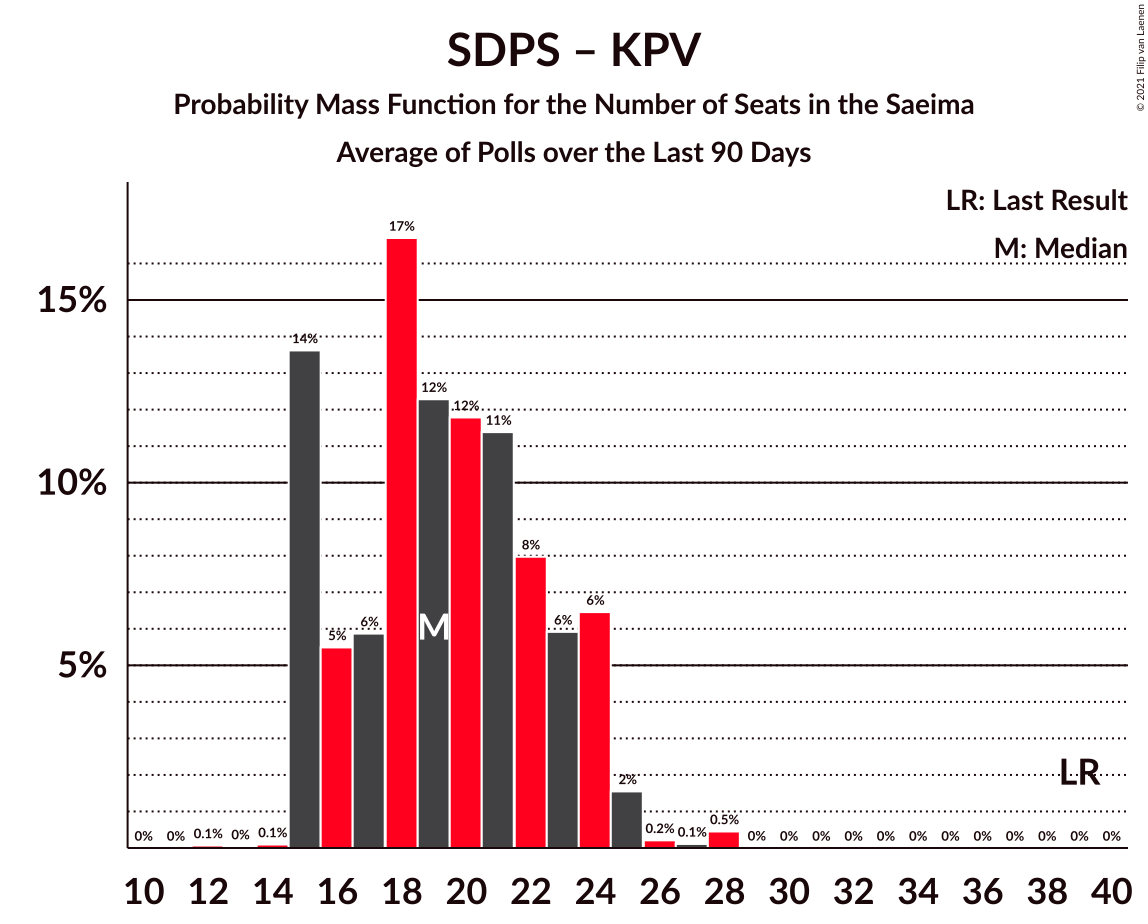 SDPS – KPV
Probability Mass Function for the Number of Seats in the Saeima
Average of Polls over the Last 90 Days
© 2021 Filip van Laenen
LR: Last Result
M: Median
15%
10%
5%
0% 0% 0.1% 0% 0.1% 14% 5% 6% 17% 12% 12% 11% 8% 6% 6% 2% 0.2% 0.1% 0.5% 0% 0% 0% 0% 0% 0% 0% 0% 0% 0% 0% 0%
M
LR
10 12 14 16 18 20 22 24 26 28 30 32 34 36 38 40